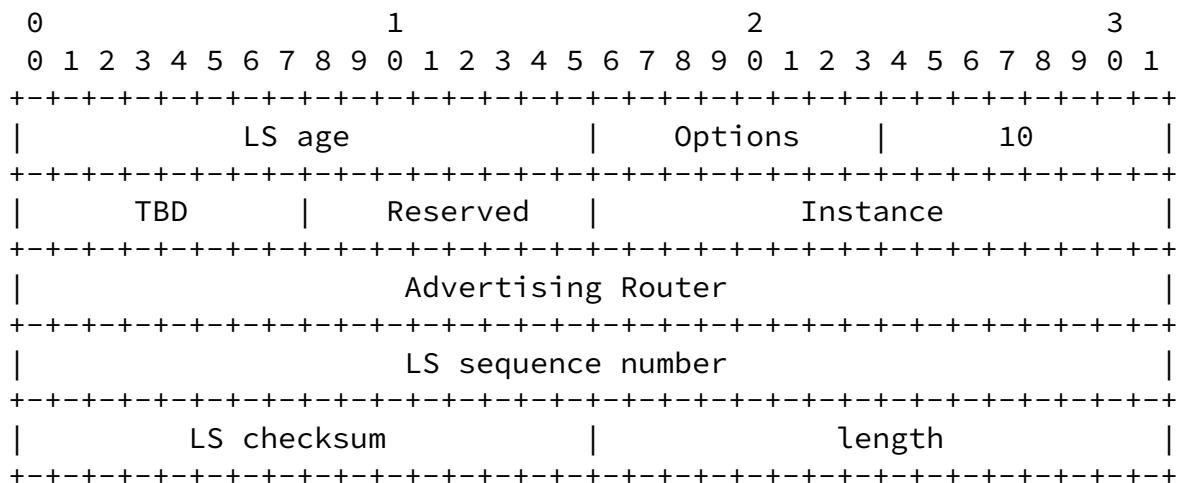 0                   1                   2                   3
 0 1 2 3 4 5 6 7 8 9 0 1 2 3 4 5 6 7 8 9 0 1 2 3 4 5 6 7 8 9 0 1
+-+-+-+-+-+-+-+-+-+-+-+-+-+-+-+-+-+-+-+-+-+-+-+-+-+-+-+-+-+-+-+-+
|            LS age             |    Options    |      10       |
+-+-+-+-+-+-+-+-+-+-+-+-+-+-+-+-+-+-+-+-+-+-+-+-+-+-+-+-+-+-+-+-+
|      TBD      |    Reserved   |           Instance            |
+-+-+-+-+-+-+-+-+-+-+-+-+-+-+-+-+-+-+-+-+-+-+-+-+-+-+-+-+-+-+-+-+
|                     Advertising Router                        |
+-+-+-+-+-+-+-+-+-+-+-+-+-+-+-+-+-+-+-+-+-+-+-+-+-+-+-+-+-+-+-+-+
|                     LS sequence number                        |
+-+-+-+-+-+-+-+-+-+-+-+-+-+-+-+-+-+-+-+-+-+-+-+-+-+-+-+-+-+-+-+-+
|         LS checksum           |             length            |
+-+-+-+-+-+-+-+-+-+-+-+-+-+-+-+-+-+-+-+-+-+-+-+-+-+-+-+-+-+-+-+-+